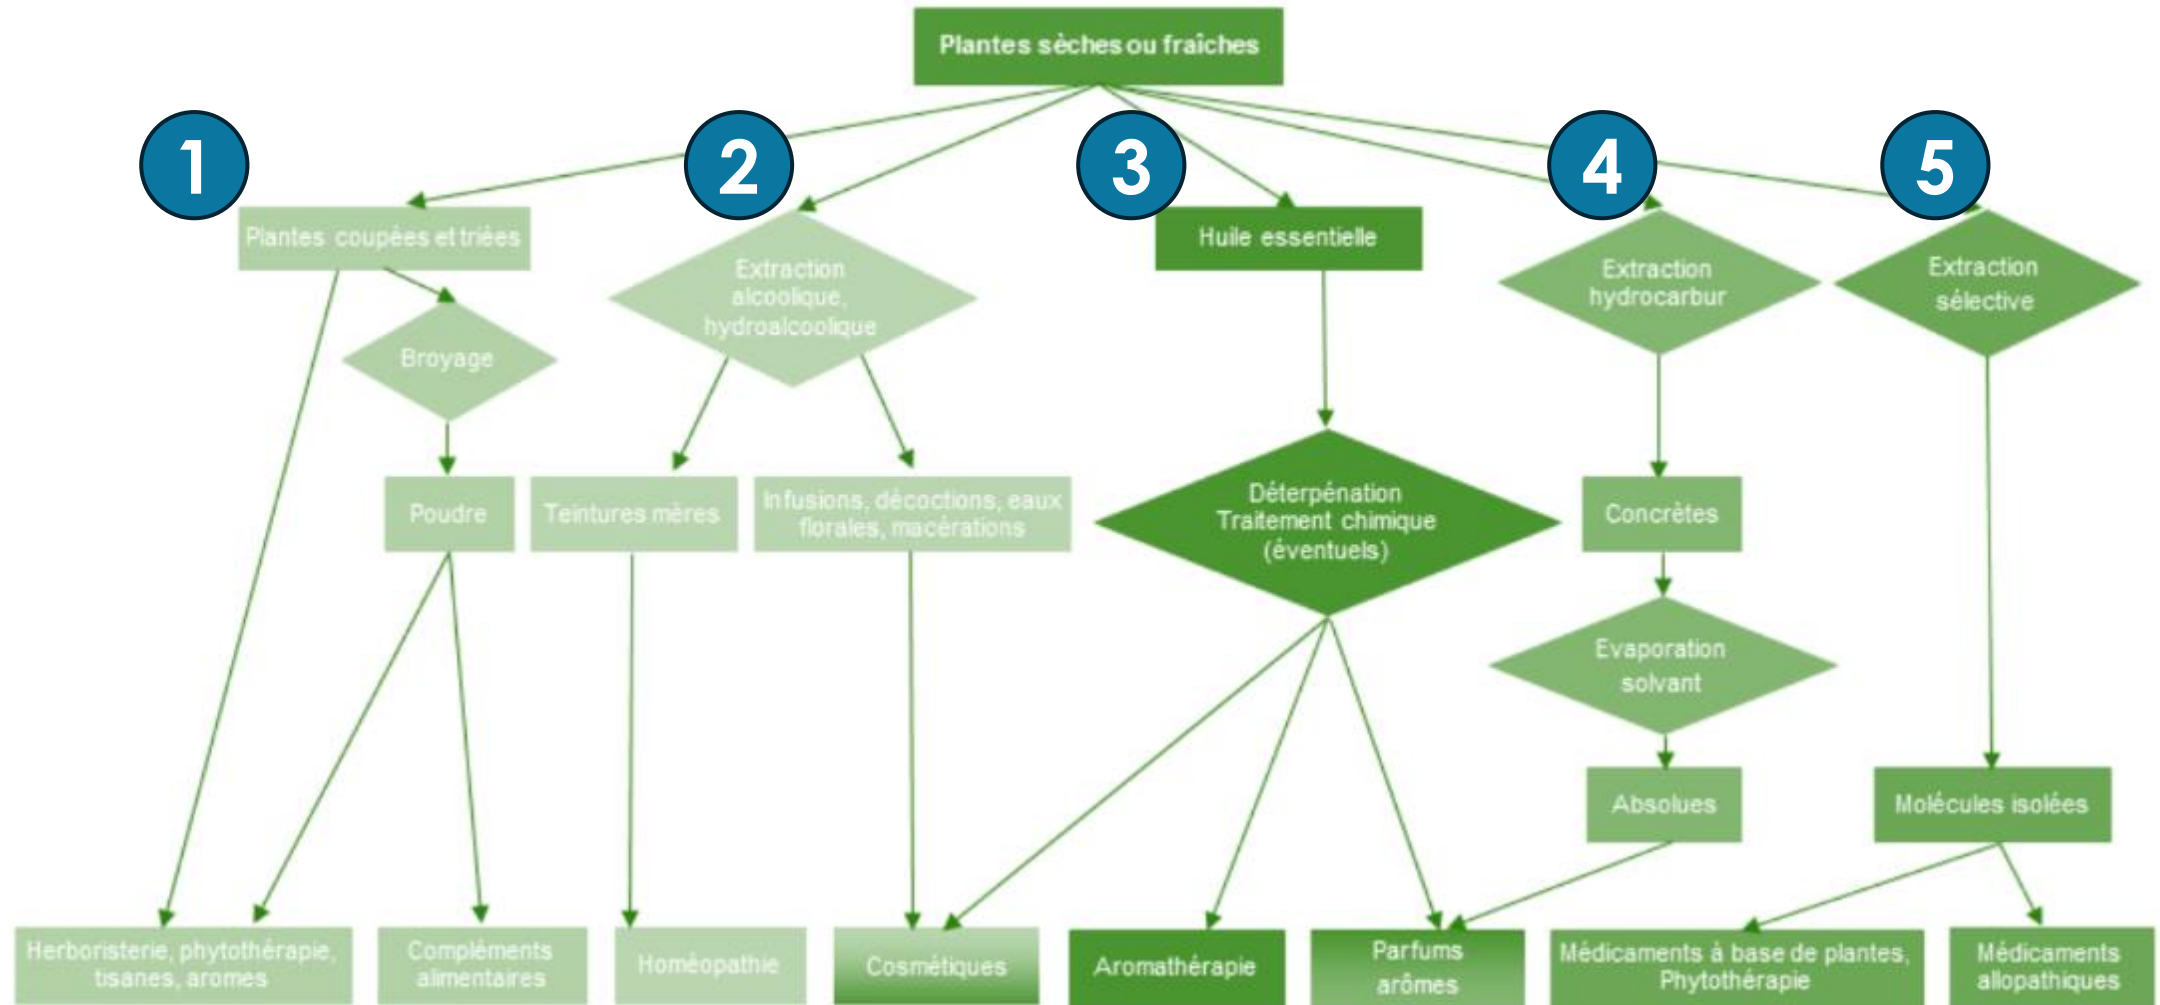 Plantes sèches ou fraîches
1
2
3
4
5
Plantes coupées et triées
Extraction
alcoolique,
hydroalcoolique
Huile essentielle
Extraction
hydrocarbur
Extraction
sélective
Broyage
Poudre
Teintures mères
Infusions, décoctions, eaux
florales, macérations
Déterpénation
Traitement chimique
(éventuels)
Concrètes
Evaporation
solvant
Absolues
Molécules isolées
Herboristerie, phytothérapie,
tisanes, aromes
Compléments
alimentaires
Homéopathie
Cosmétiques
Aromathérapie
Parfums
arômes
Médicaments à base de plantes,
Phytothérapie
Médicaments
allopathiques